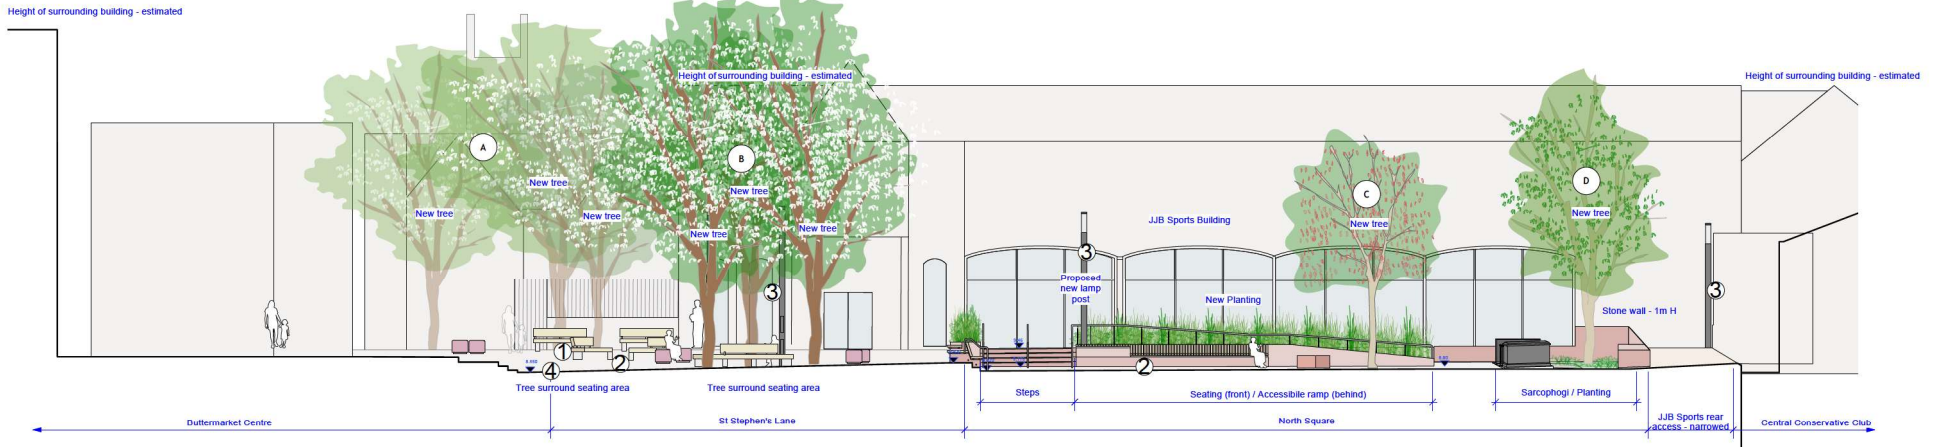 Height of surrounding building - estimated
Height of surrounding building - estimated
Height of surrounding building - estimated
A
B
C
D
New tree
New tree
New tree
New tree
New tree
New tree
New tree
New tree
JJB Sports Building
3
3
3
Proposed
new lamp
post
New Planting
Stone wall - 1m H
1
2
4
2
Tree surround seating area
Tree surround seating area
Steps
Seating (front) / Accessibile ramp (behind)
Sarcophogi / Planting
Duttermarket Centre
St Stephen's Lane
North Square
JJB Sports rear
access - narrowed
Central Conservative Club